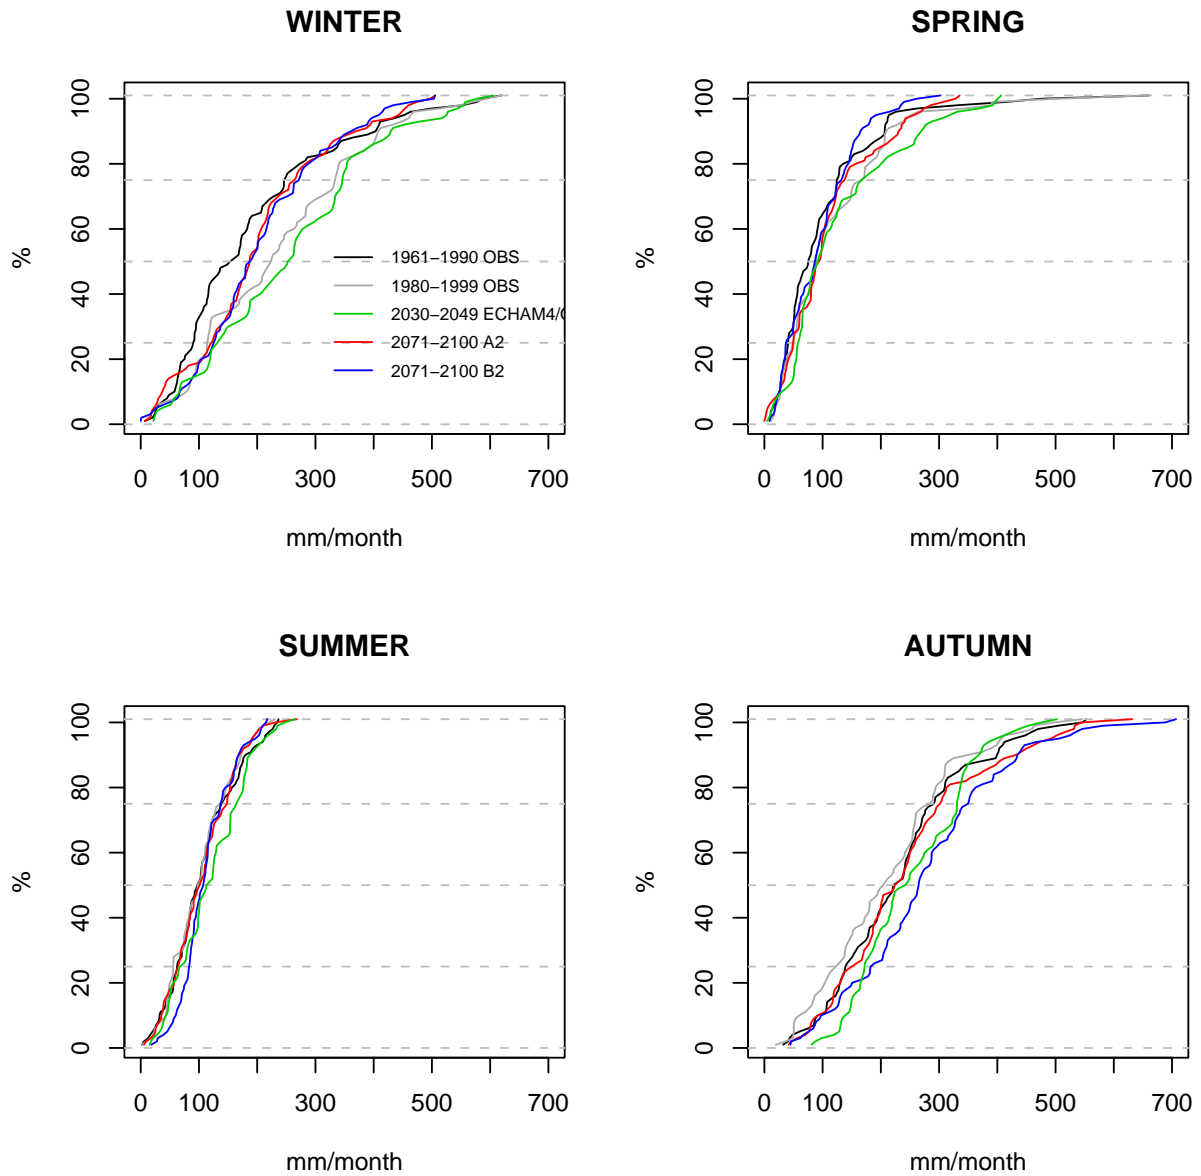 WINTER
%
0 20 40 60 80 100
1961−1990 OBS
1980−1999 OBS
2030−2049 ECHAM4/
2071−2100 A2
2071−2100 B2
0 100 300 500 700
mm/month
SPRING
%
0 20 40 60 80 100
0 100 300 500 700
mm/month
SUMMER
%
0 20 40 60 80 100
0 100 300 500 700
mm/month
AUTUMN
%
0 20 40 60 80 100
0 100 300 500 700
mm/month